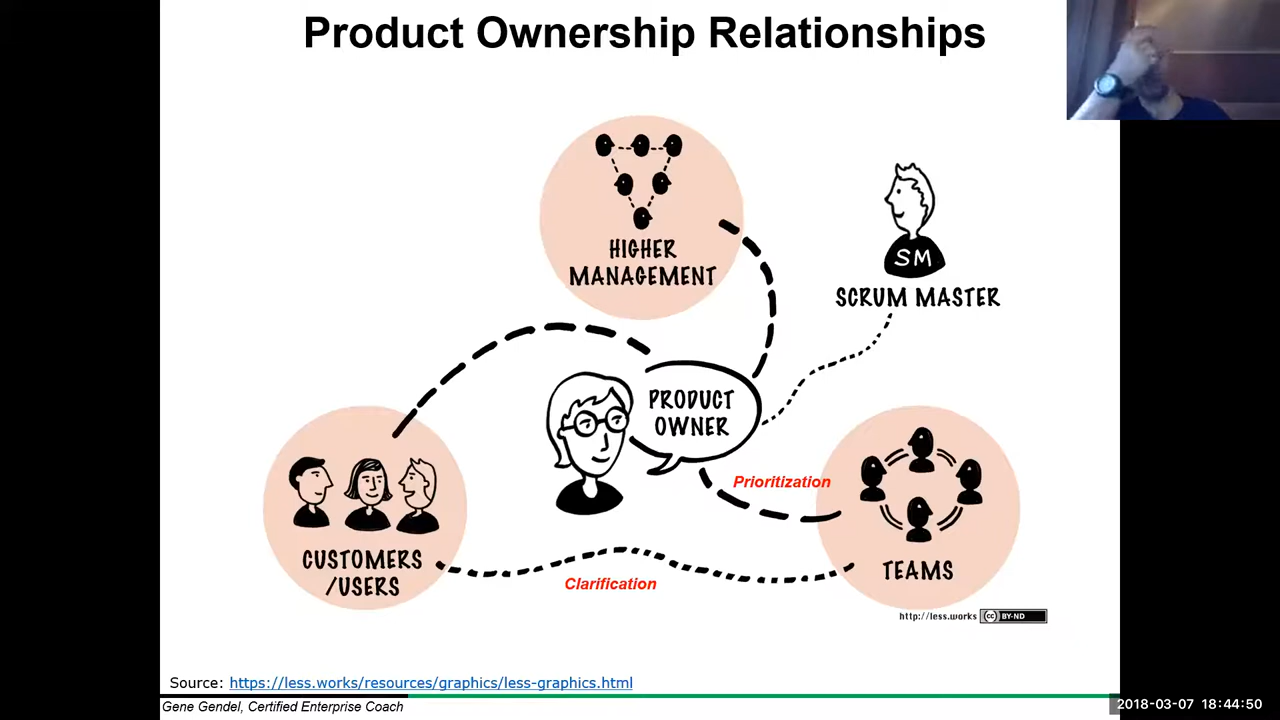 Product Ownership Relationships
HIGHER
MANAGEMENT
SM
SCRUM MASTER
PRODUCT
OWNER
Prioritization
CUSTOMERS
/USERS
Clarification
TEAMS
http://less.works (cc) BY-ND
Source: https://less.works/resources/graphics/less-graphics.html
Gene Gendel, Certified Enterprise Coach
2018-03-07 18:44:50